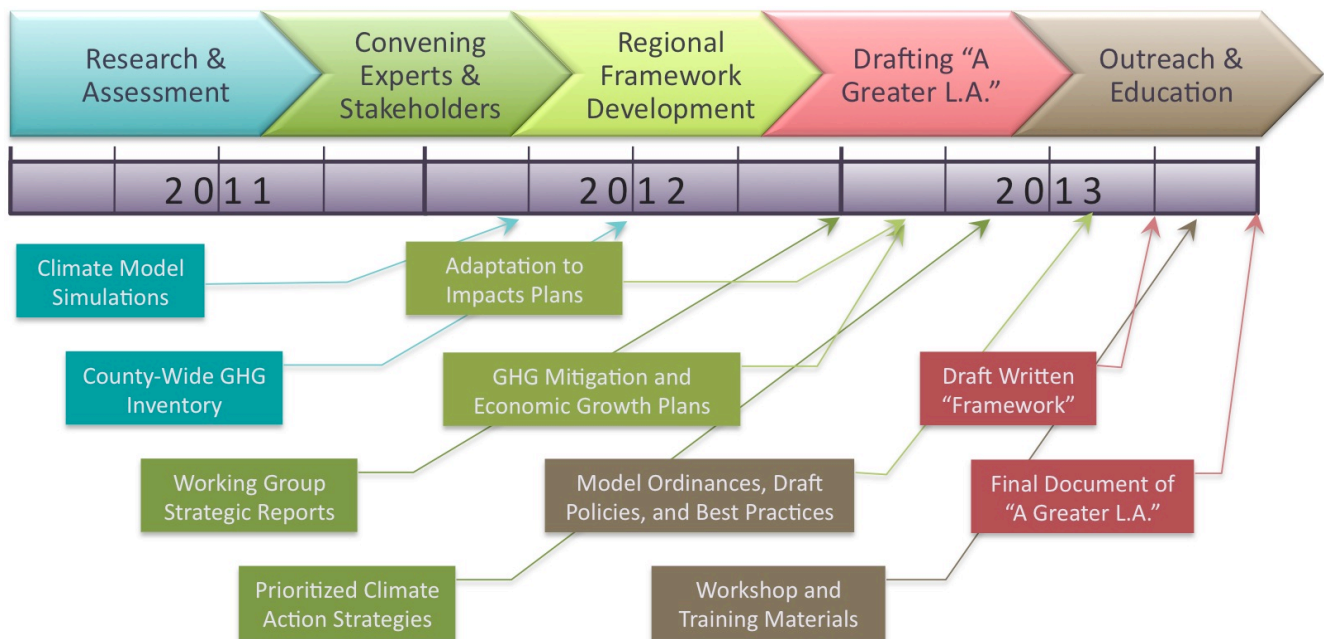 Research &
Assessment
Convening
Experts &
Stakeholders
Regional
Framework
Development
Drafting “A
Greater L.A.”
Outreach &
Education
2011
2012
2013
Climate Model
Simulations
Adaptation to
Impacts Plans
County-Wide GHG
Inventory
GHG Mitigation and
Economic Growth Plans
Draft Written
“Framework”
Working Group
Strategic Reports
Model Ordinances, Draft
Policies, and Best Practices
Final Document of
“A Greater L.A.”
Prioritized Climate
Action Strategies
Workshop and
Training Materials